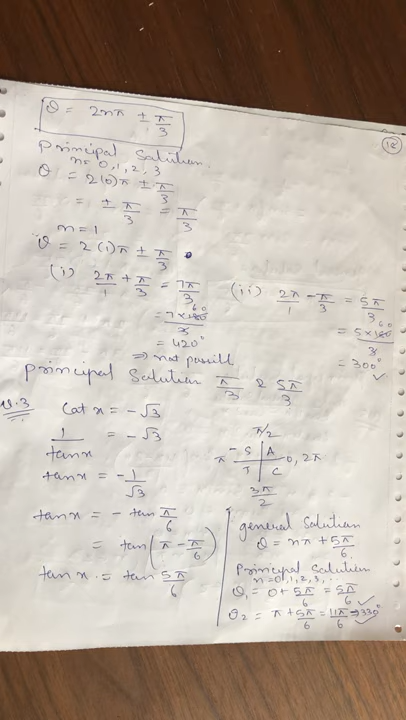 θ = 2nπ ± π/3
(18)
Principal Solution.
n = 0, 1, 2, 3
θ = 2(0)π ± π/3
= ± π/3 = π/3
n = 1
θ = 2(1)π ± π/3
(i) 2π/1 + π/3 = 7π/3
= 7 × 180 60/3
= 420°
⇒ not possibl
(ii) 2π/1 - π/3 = 5π/3
= 5 × 180 60/3
= 300° ✓
Principal Solution π/3 & 5π/3
Q.3 Cot x = -√3
1/tan x = -√3
tan x = -1/√3
tan x = - tan π/6
= tan(π - π/6)
tan x = tan 5π/6
π/2
π - S | A 0, 2π
T | C
3π/2
general Solution
θ = nπ + 5π/6
Principal Solution
n = 0, 1, 2, 3, ...
θ₁ = 0 + 5π/6 = 5π/6 ✓
θ₂ = π + 5π/6 = 11π/6 ⇒ 330° ✓